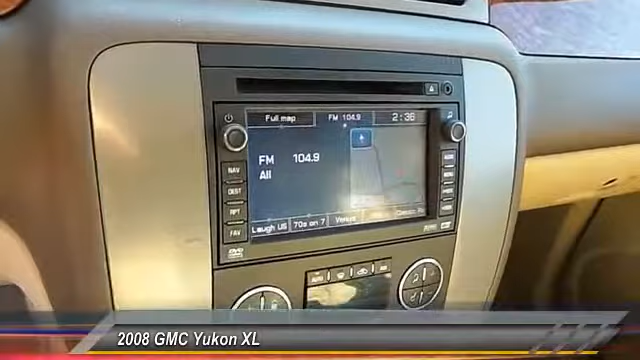 Full map FM 104.9 2:36
FM 104.9
All
NAV
DEST
RPT
FAV
Laugh US 70s on 7 Venus
DVD
2008 GMC Yukon XL